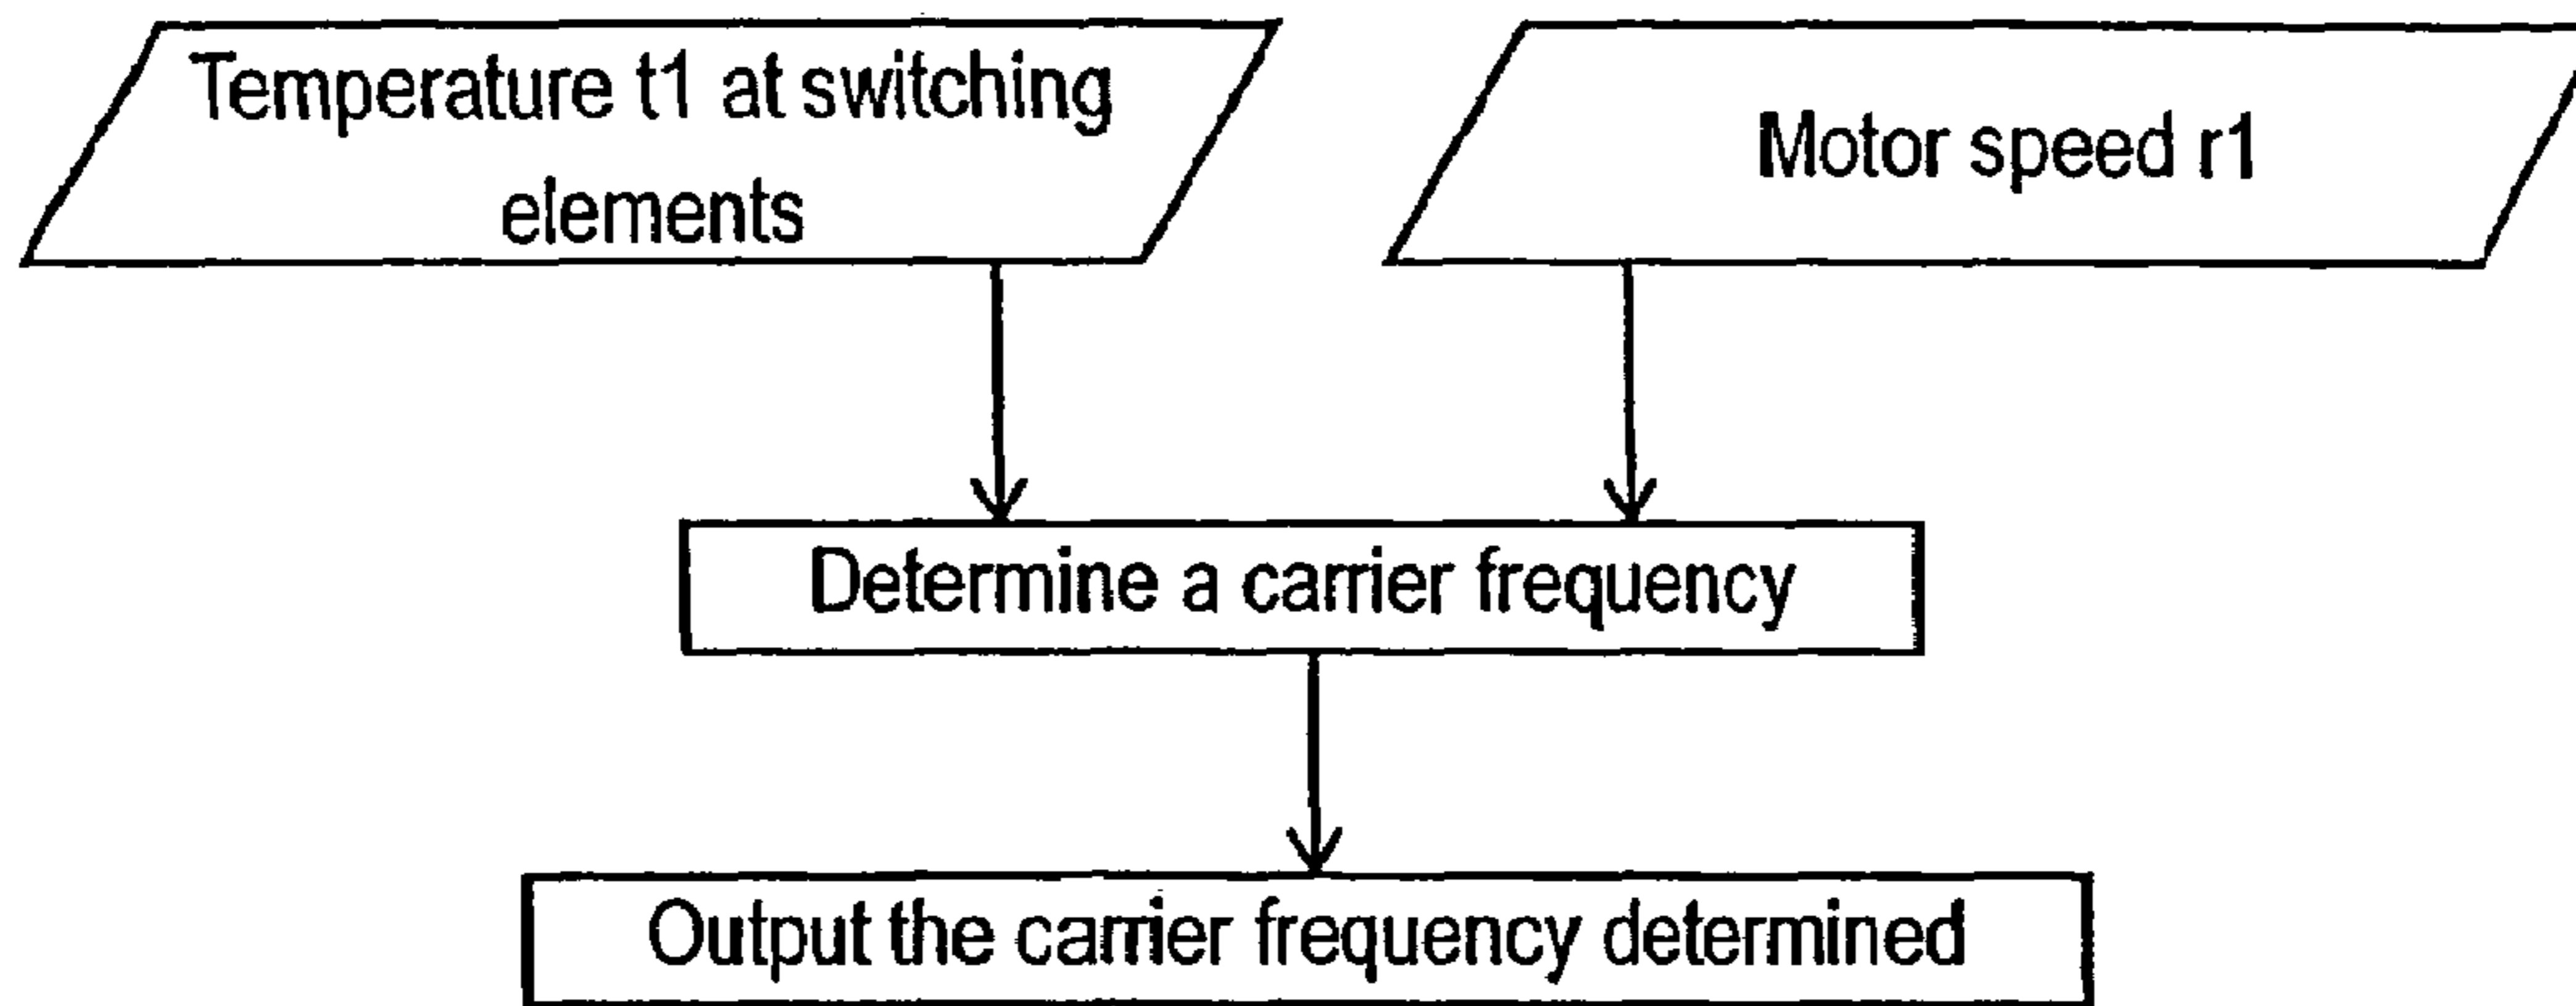 Temperature t1 at switching
elements
Motor speed r1
Determine a carrier frequency
Output the carrier frequency determined